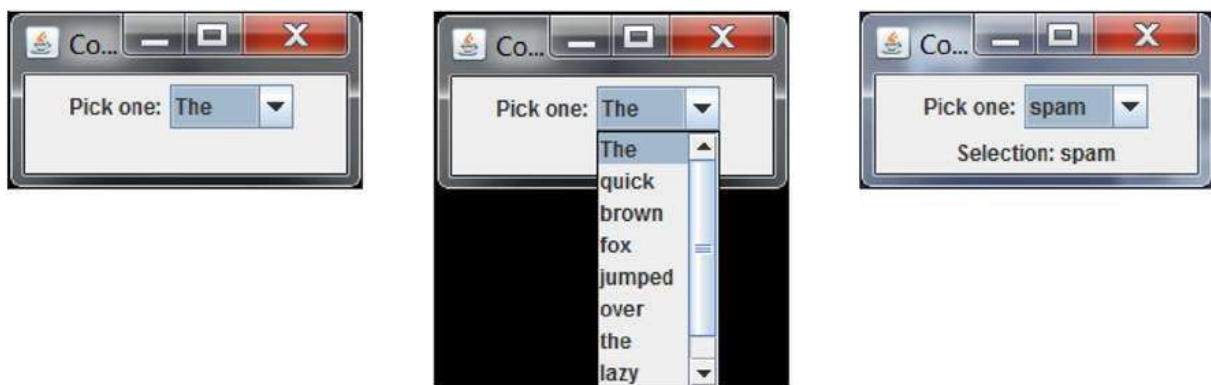 Co...
Pick one: The
Co...
Pick one: The
The
quick
brown
fox
jumped
over
the
lazy
Co...
Pick one: spam
Selection: spam